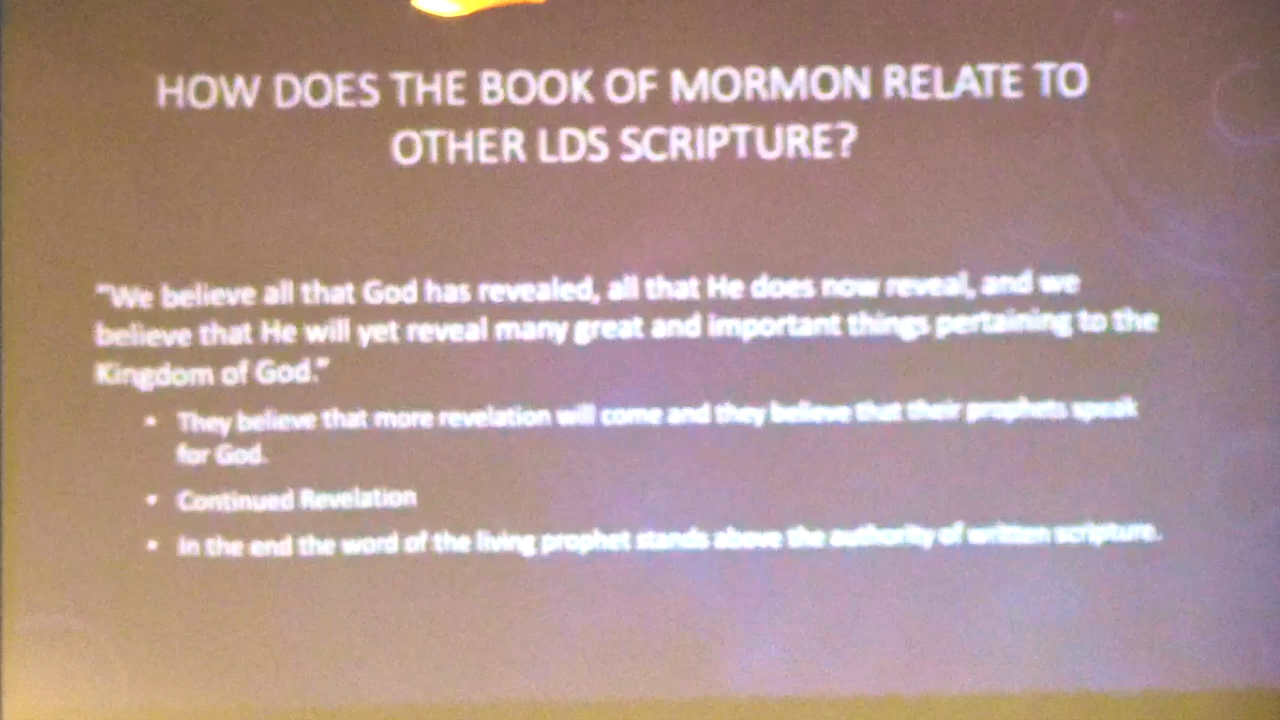 HOW DOES THE BOOK OF MORMON RELATE TO
OTHER LDS SCRIPTURE?
"We believe all that God has revealed, all that He does now reveal, and we
believe that He will yet reveal many great and important things pertaining to the
Kingdom of God."
• They believe that more revelation will come and they believe that their prophets speak
for God.
• Continued Revelation
• In the end the word of the living prophet stands above the authority of written scripture.